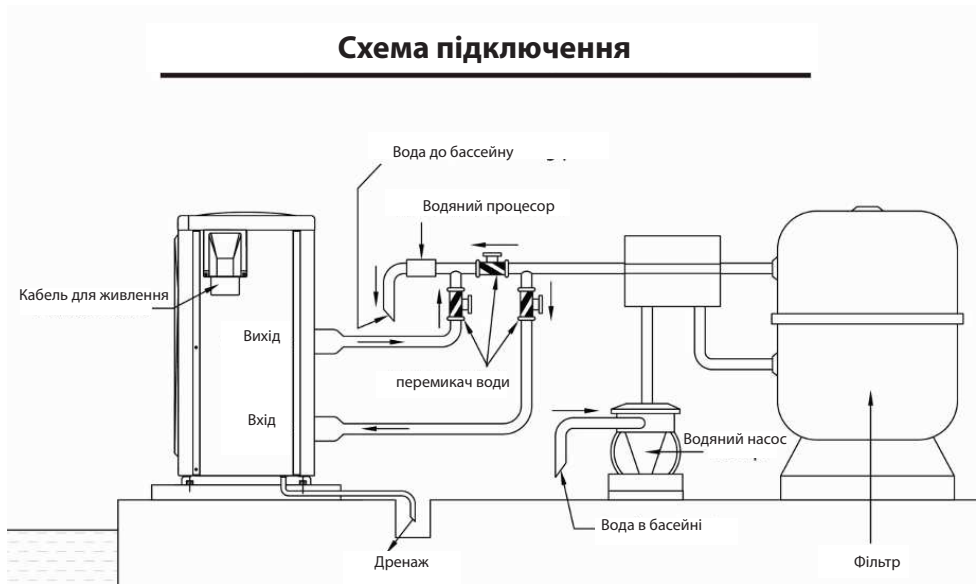 Схема підключення
Вода до бассейну
Водяний процесор
Кабель для живлення
Вихід
перемикач води
Вхід
Водяний насос
Вода в басейні
Дренаж
Фільтр